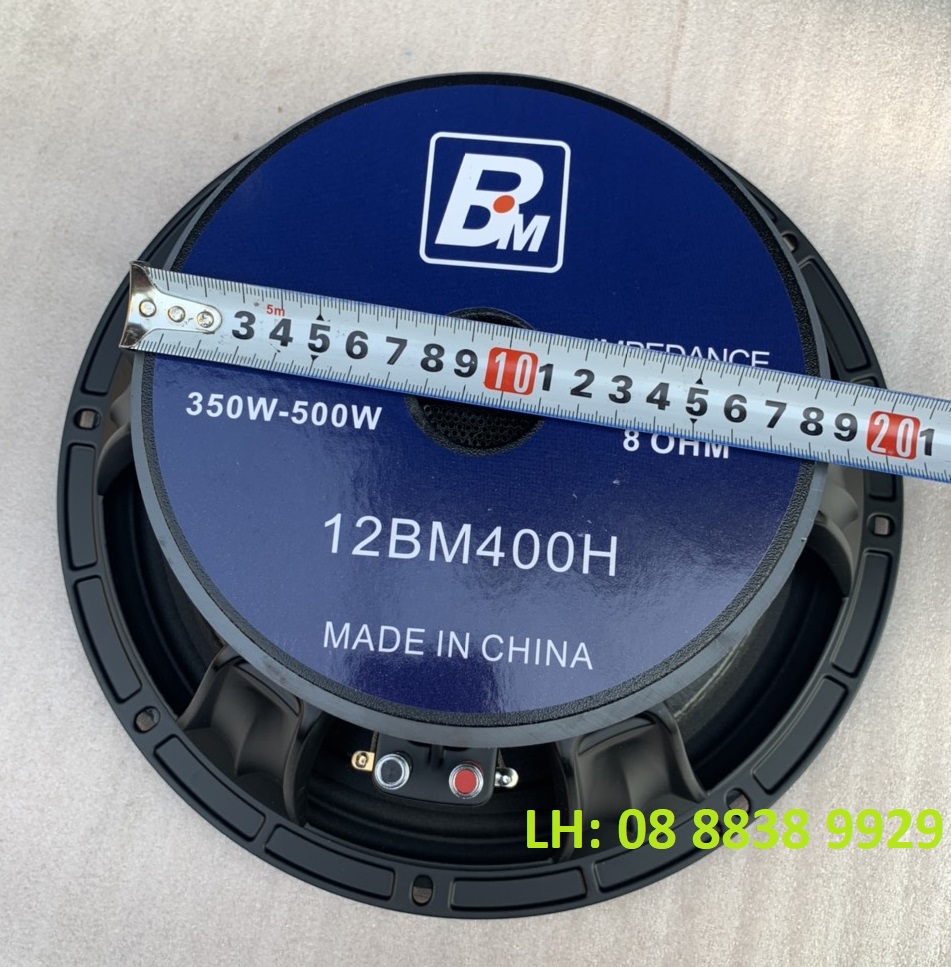 BM
5m
3 4 5 6 7 8 9 10 1 2 3 4 5 6 7 8 9 20 1
IMPEDANCE
350W-500W
8 OHM
12BM400H
MADE IN CHINA
LH: 08 8838 9929